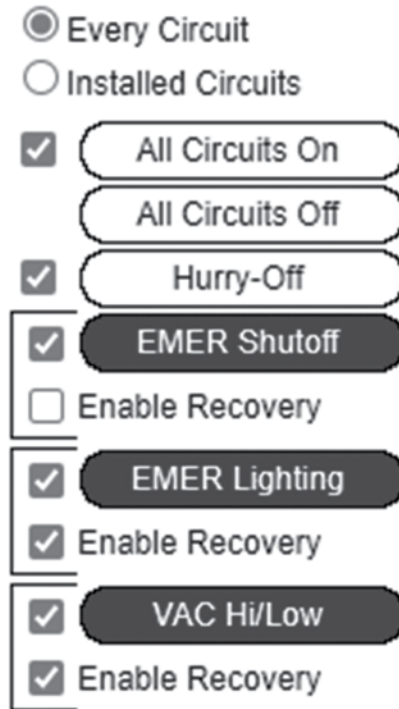 Every Circuit
Installed Circuits
All Circuits On
All Circuits Off
Hurry-Off
EMER Shutoff
Enable Recovery
EMER Lighting
Enable Recovery
VAC Hi/Low
Enable Recovery